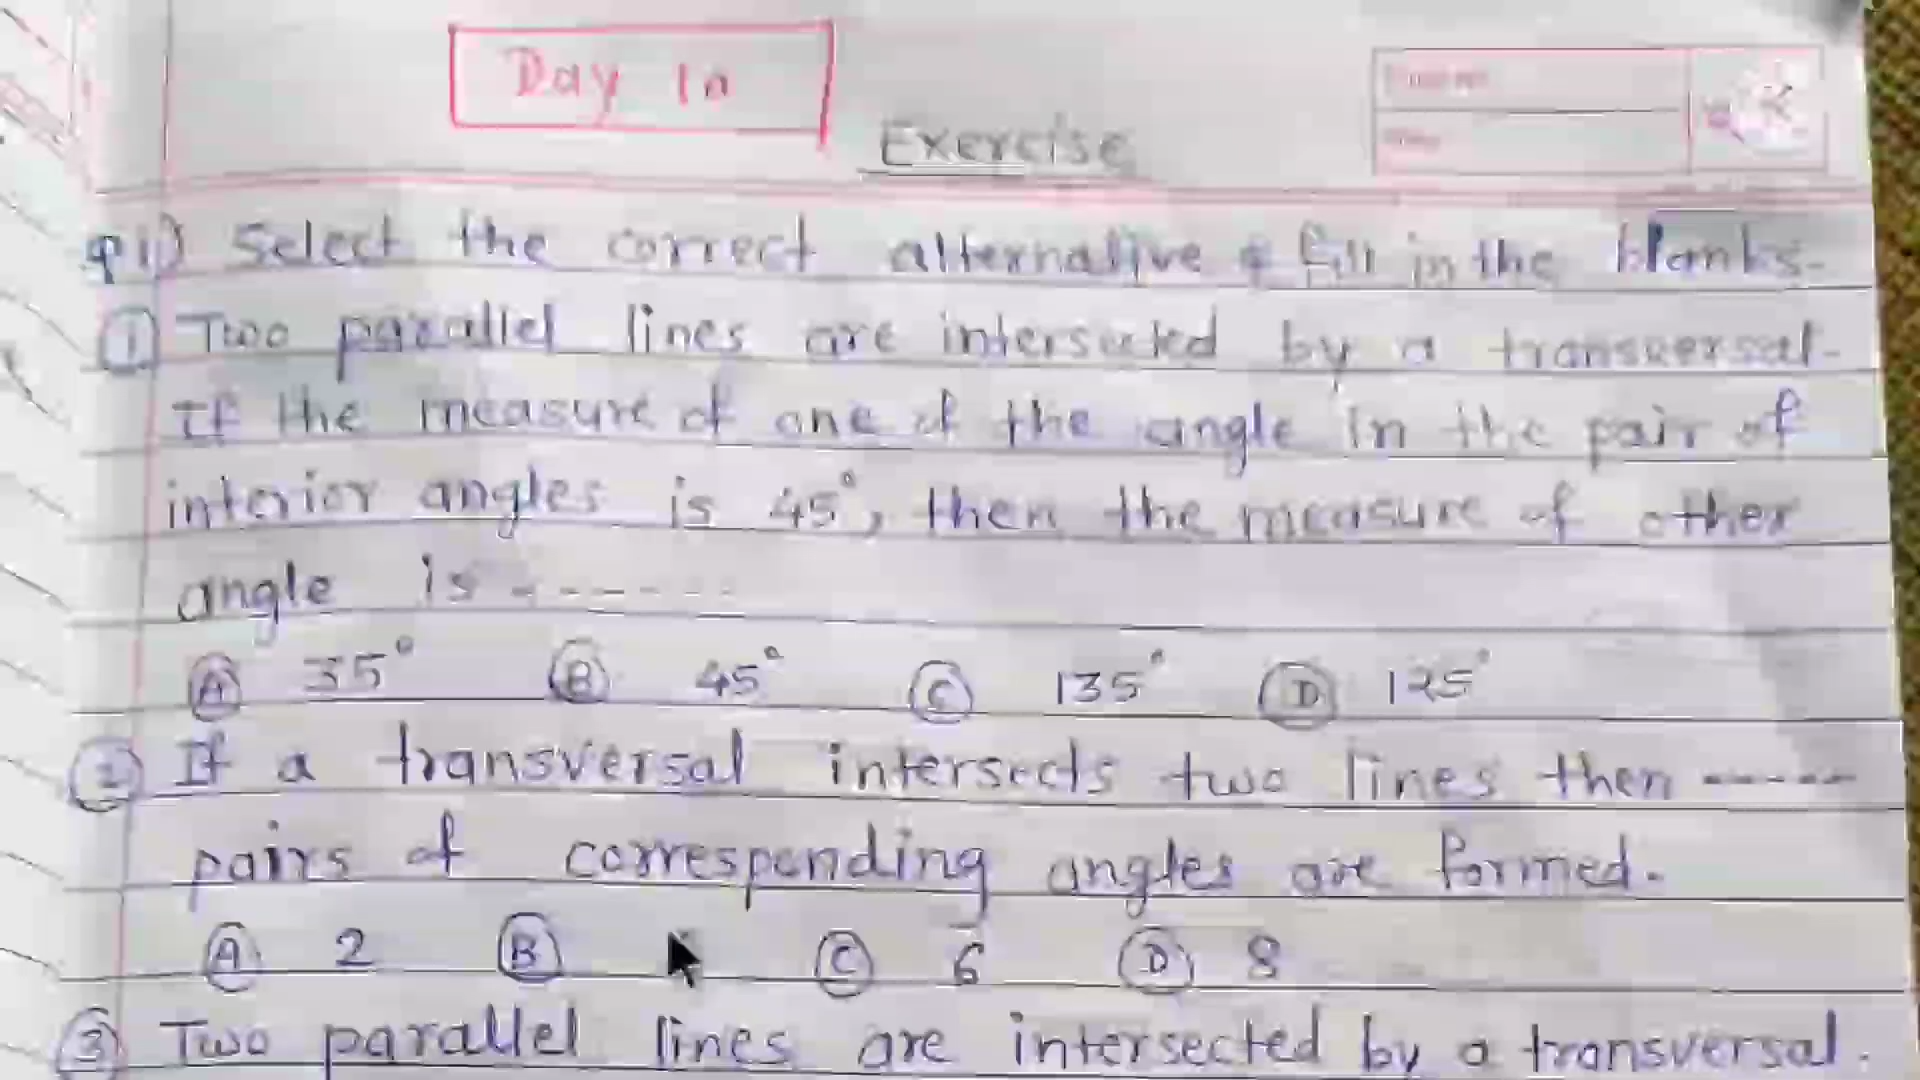 Day 10
Exercise
Q1) Select the correct alternative & fill in the blanks.
① Two parallel lines are intersected by a transversal.
If the measure of one of the angle in the pair of
interior angles is 45°, then the measure of other
angle is ------
Ⓐ 35° Ⓑ 45° Ⓒ 135° Ⓓ 125°
② If a transversal intersects two lines then -----
pairs of corresponding angles are formed.
Ⓐ 2 Ⓑ Ⓒ 6 Ⓓ 8
③ Two parallel lines are intersected by a transversal.